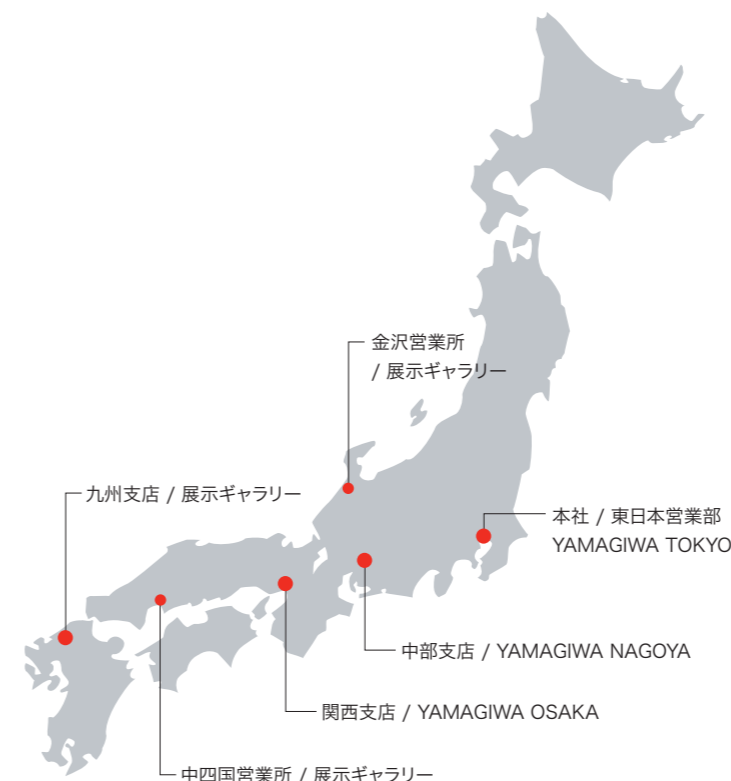 金沢営業所
/ 展示ギャラリー
九州支店 / 展示ギャラリー
本社 / 東日本営業部
YAMAGIWA TOKYO
中部支店 / YAMAGIWA NAGOYA
関西支店 / YAMAGIWA OSAKA
中四国営業所 / 展示ギャラリー